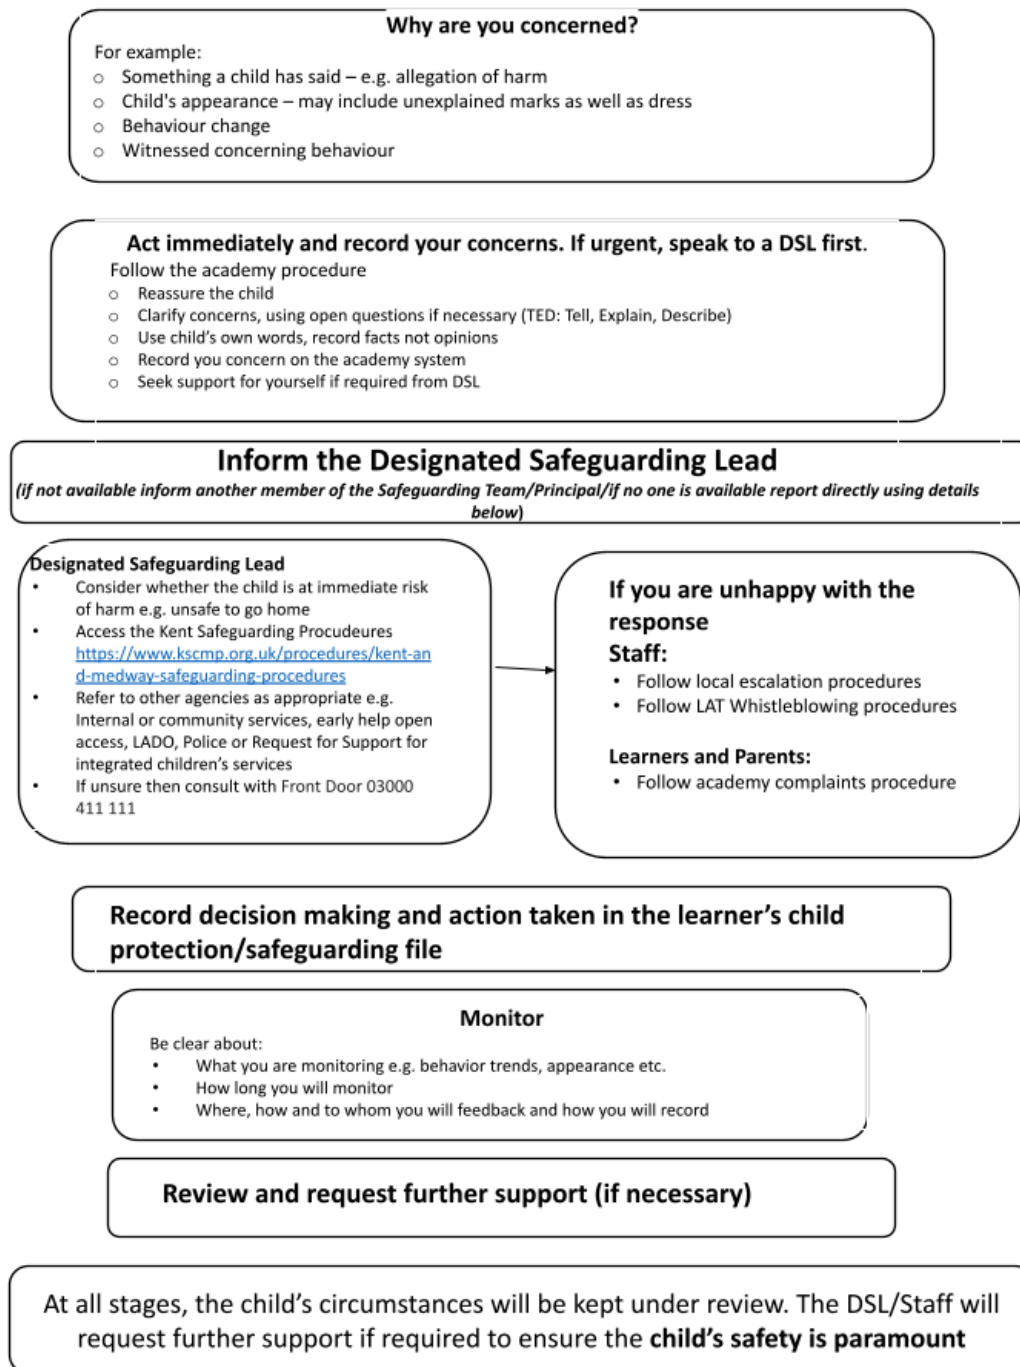 Why are you concerned?
For example:
o Something a child has said – e.g. allegation of harm
o Child's appearance – may include unexplained marks as well as dress
o Behaviour change
o Witnessed concerning behaviour
Act immediately and record your concerns. If urgent, speak to a DSL first.
Follow the academy procedure
o Reassure the child
o Clarify concerns, using open questions if necessary (TED: Tell, Explain, Describe)
o Use child’s own words, record facts not opinions
o Record you concern on the academy system
o Seek support for yourself if required from DSL
Inform the Designated Safeguarding Lead
(if not available inform another member of the Safeguarding Team/Principal/if no one is available report directly using details
below)
Designated Safeguarding Lead
• Consider whether the child is at immediate risk
of harm e.g. unsafe to go home
• Access the Kent Safeguarding Procudeures
https://www.kscmp.org.uk/procedures/kent-an
d-medway-safeguarding-procedures
• Refer to other agencies as appropriate e.g.
Internal or community services, early help open
access, LADO, Police or Request for Support for
integrated children’s services
• If unsure then consult with Front Door 03000
411 111
If you are unhappy with the
response
Staff:
• Follow local escalation procedures
• Follow LAT Whistleblowing procedures
Learners and Parents:
• Follow academy complaints procedure
Record decision making and action taken in the learner’s child
protection/safeguarding file
Monitor
Be clear about:
• What you are monitoring e.g. behavior trends, appearance etc.
• How long you will monitor
• Where, how and to whom you will feedback and how you will record
Review and request further support (if necessary)
At all stages, the child’s circumstances will be kept under review. The DSL/Staff will
request further support if required to ensure the child’s safety is paramount